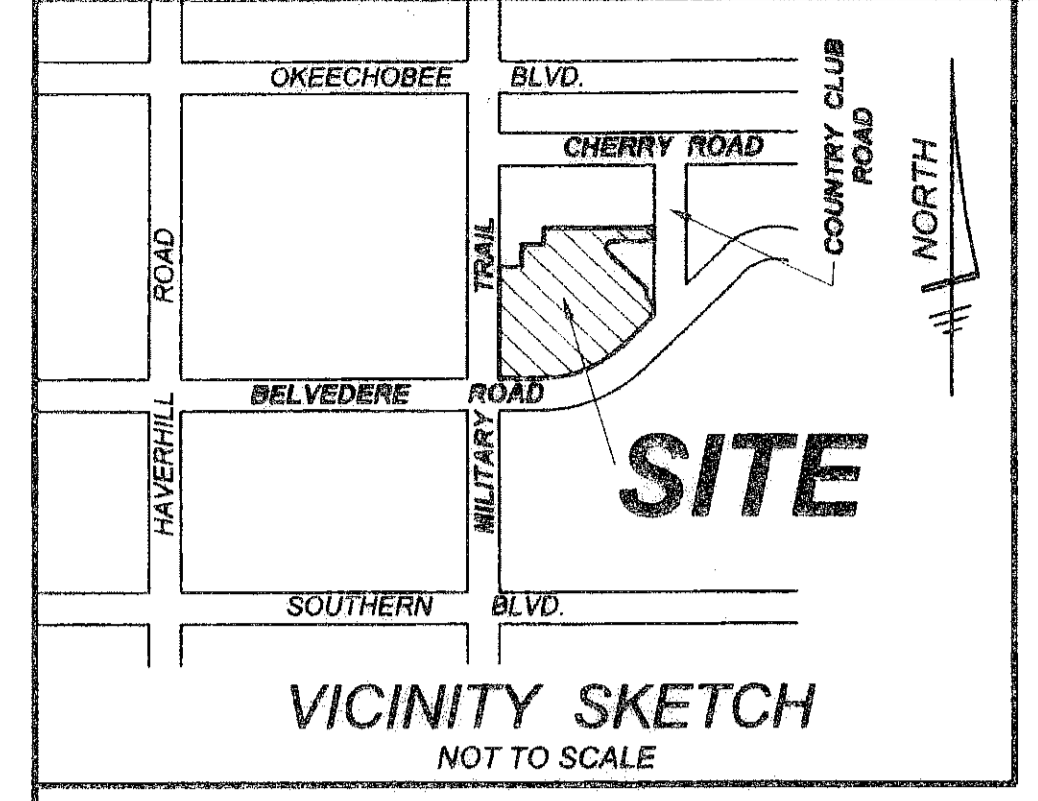 OKEECHOBEE BLVD.
CHERRY ROAD
COUNTRY CLUB
ROAD
NORTH
HAVERHILL ROAD
MILITARY TRAIL
BELVEDERE ROAD
SITE
SOUTHERN BLVD.
VICINITY SKETCH
NOT TO SCALE